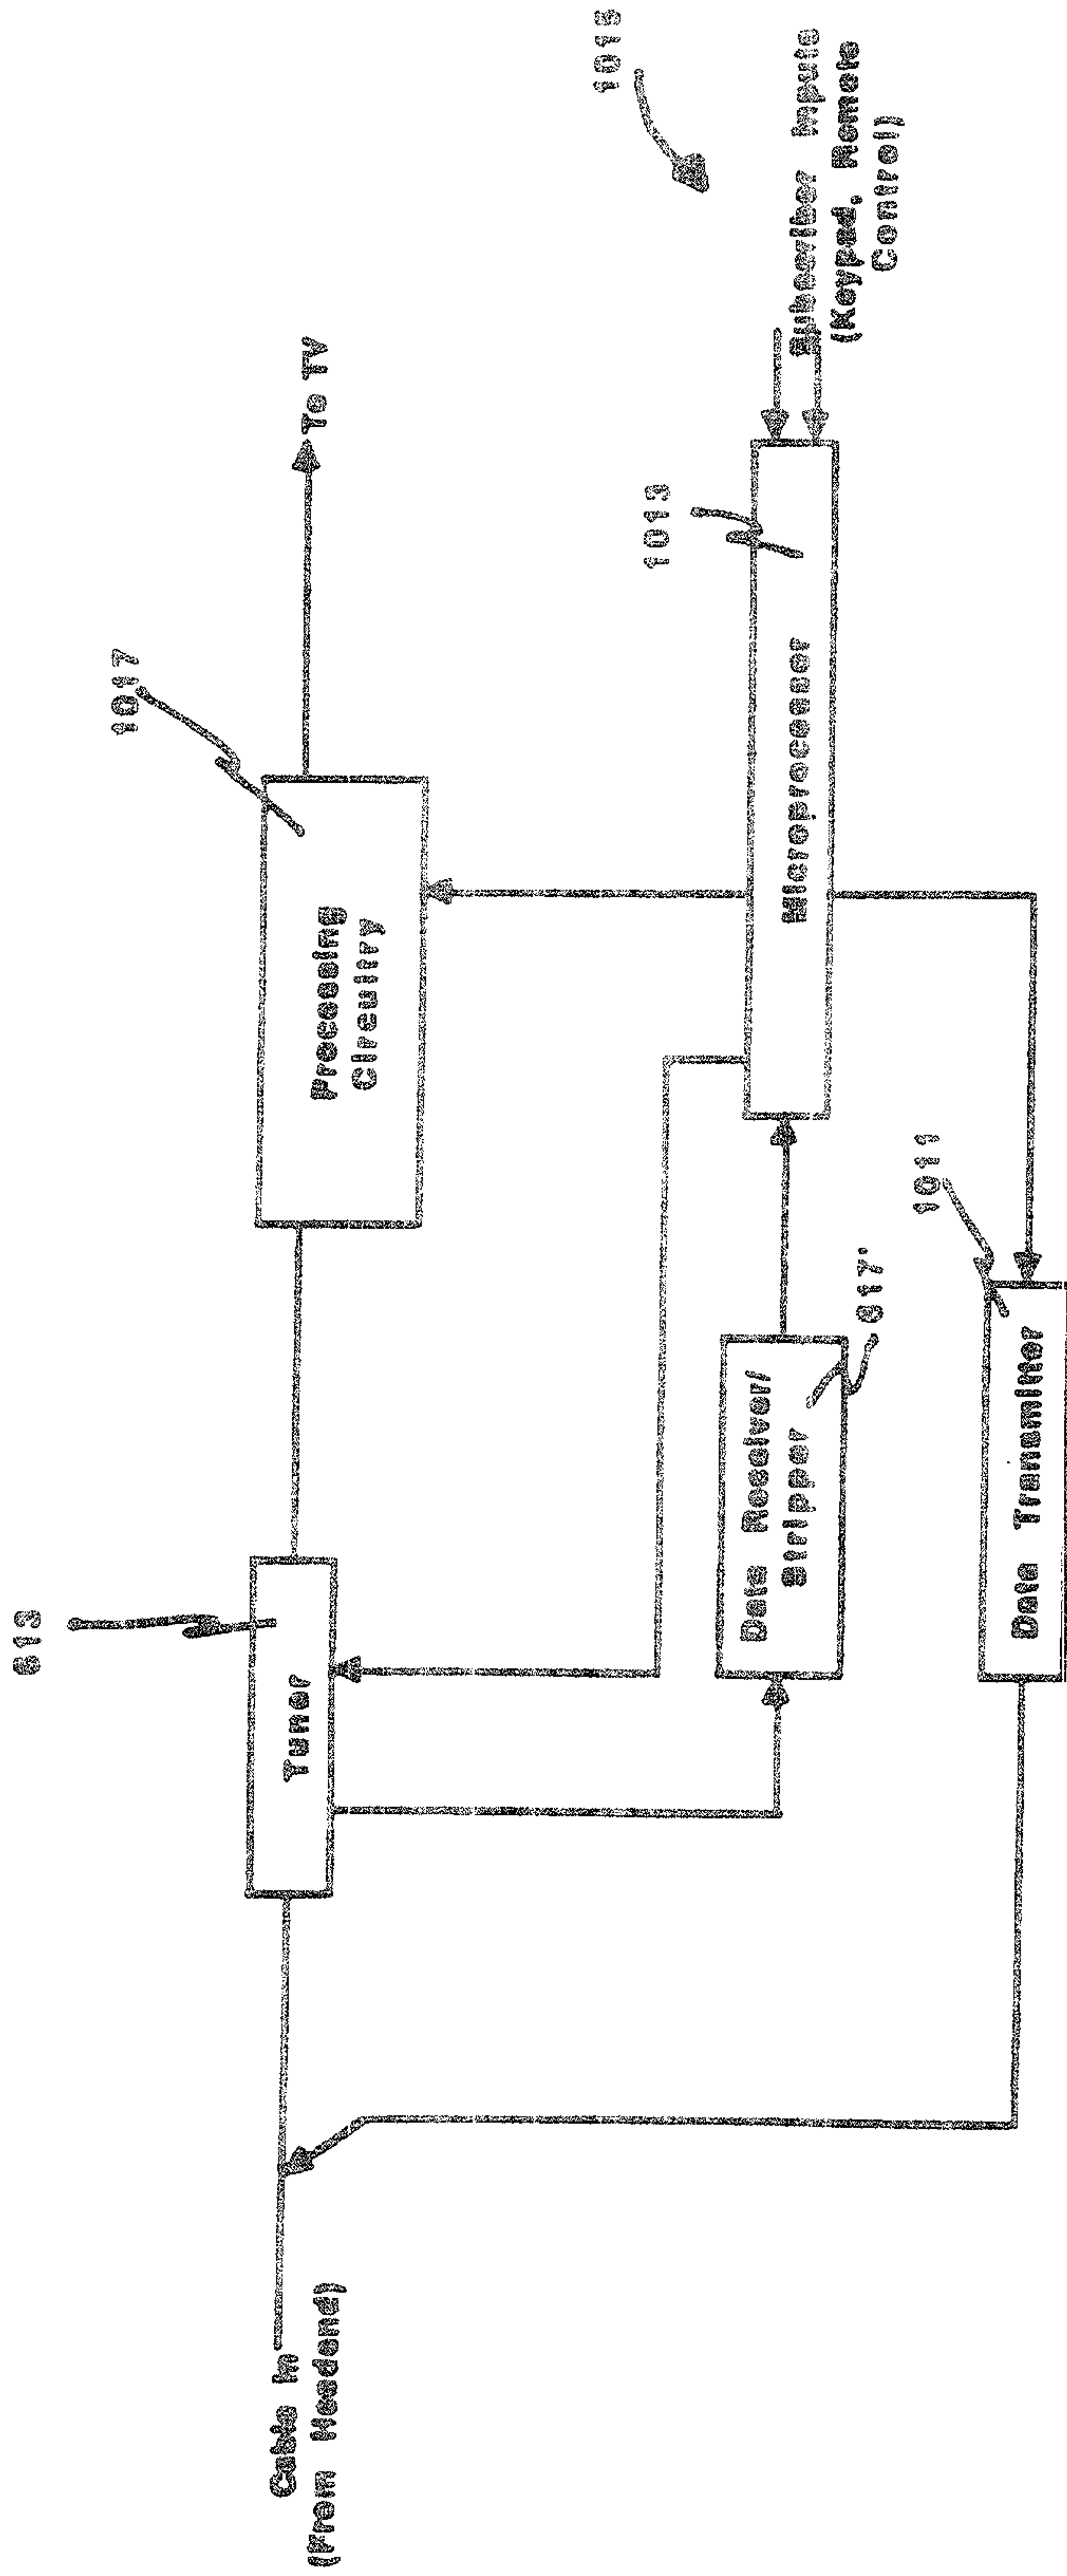 613
1017
1015
To TV
Processing
Circuitry
Tuner
Cable In
(From Headend)
1013
Microprocessor
Subscriber Inputs
(Keypad, Remote
Control)
Data Receiver/
Stripper
617'
1011
Data Transmitter